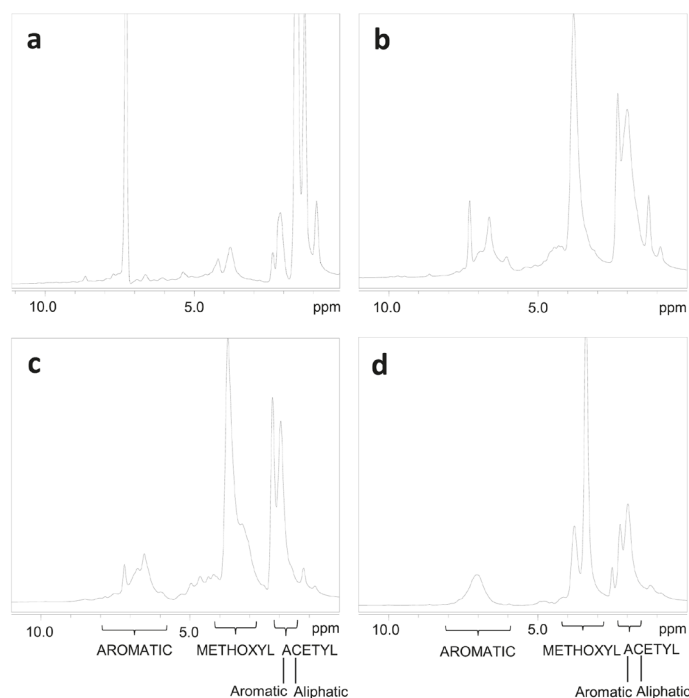 a
b
10.0 5.0 ppm
10.0 5.0 ppm
c
d
10.0 5.0 ppm
10.0 5.0 ppm
AROMATIC METHOXYL ACETYL
AROMATIC METHOXYL ACETYL
Aromatic Aliphatic
Aromatic Aliphatic